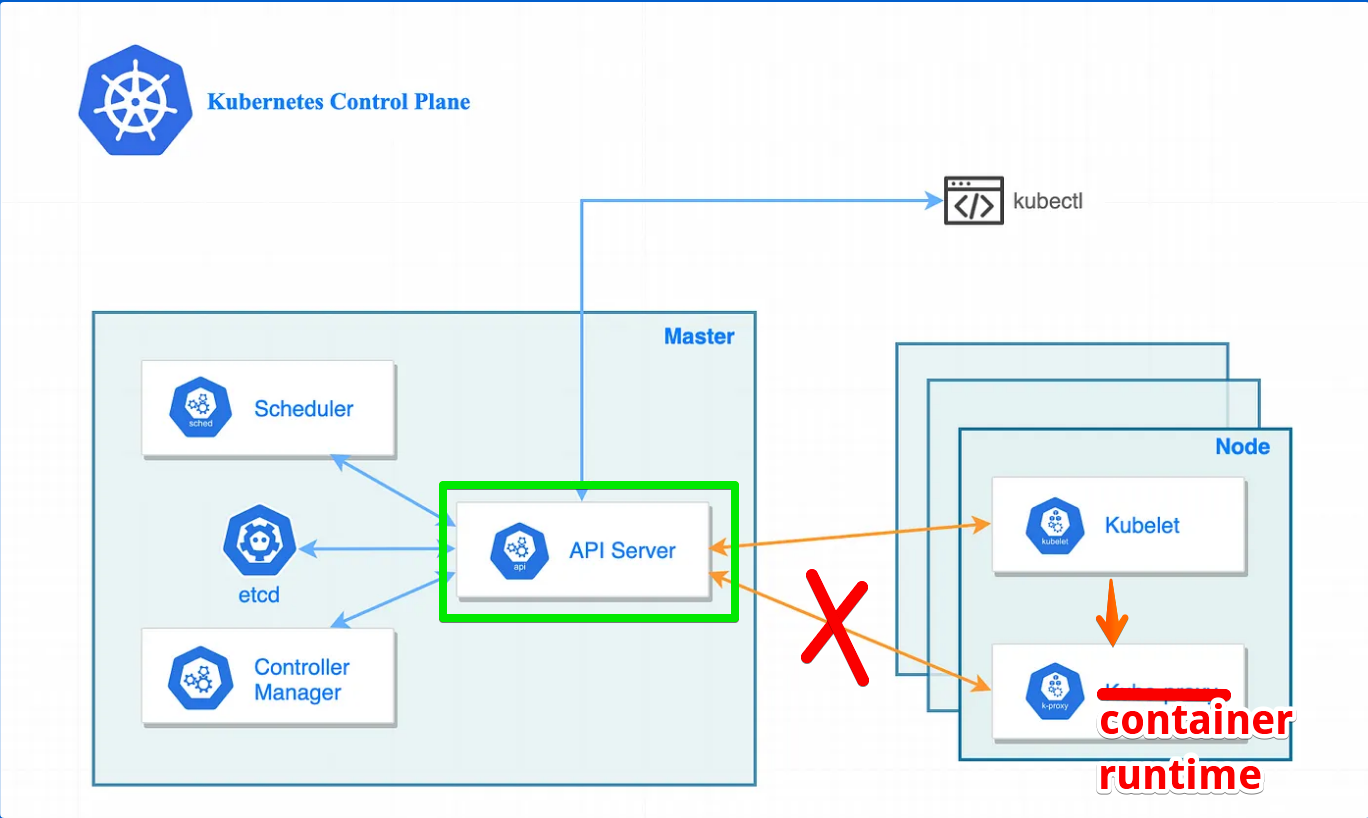 Kubernetes Control Plane
kubectl
Master
Scheduler
sched
etcd
API Server
api
Controller
Manager
Node
Kubelet
kubelet
Kube-proxy
k-proxy
container
runtime